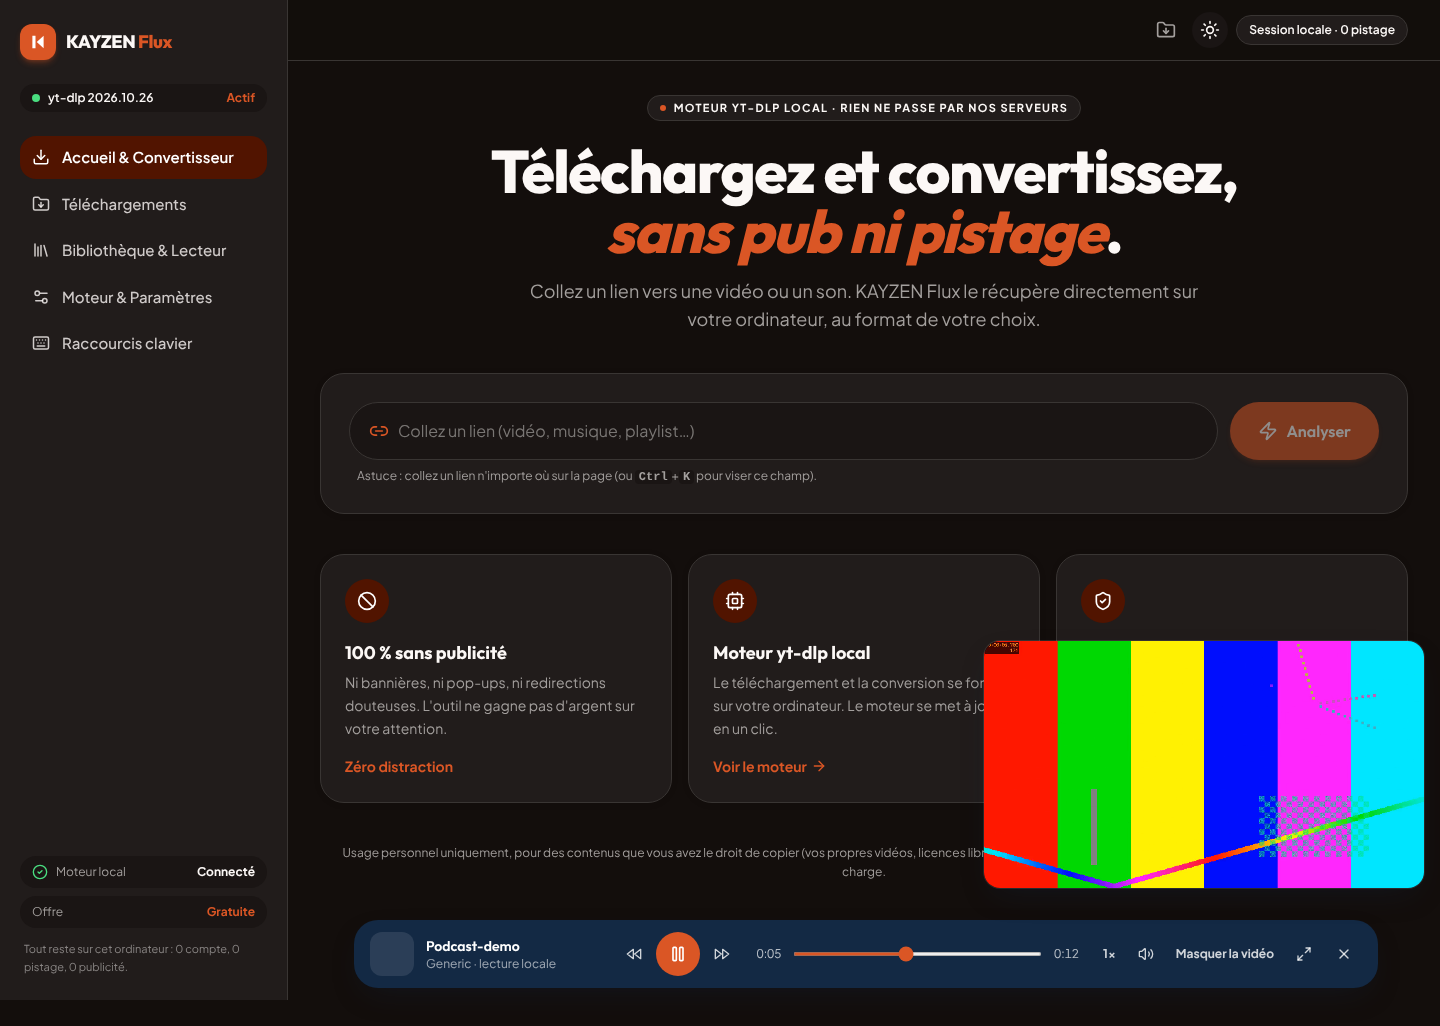 KAYZEN Flux
yt-dlp 2026.10.26 Actif
Accueil & Convertisseur
Téléchargements
Bibliothèque & Lecteur
Moteur & Paramètres
Raccourcis clavier
Moteur local Connecté
Offre Gratuite
Tout reste sur cet ordinateur : 0 compte, 0
pistage, 0 publicité.
Session locale · 0 pistage
MOTEUR YT-DLP LOCAL · RIEN NE PASSE PAR NOS SERVEURS
Téléchargez et convertissez,
sans pub ni pistage.
Collez un lien vers une vidéo ou un son. KAYZEN Flux le récupère directement sur
votre ordinateur, au format de votre choix.
Collez un lien (vidéo, musique, playlist…)
Analyser
Astuce : collez un lien n'importe où sur la page (ou Ctrl + K pour viser ce champ).
100 % sans publicité
Ni bannières, ni pop-ups, ni redirections
douteuses. L'outil ne gagne pas d'argent sur
votre attention.
Zéro distraction
Moteur yt-dlp local
Le téléchargement et la conversion se for
sur votre ordinateur. Le moteur se met à jo
en un clic.
Voir le moteur →
Usage personnel uniquement, pour des contenus que vous avez le droit de copier (vos propres vidéos, licences libr
charge.
Podcast-demo
Generic · lecture locale
0:05
0:12
1×
Masquer la vidéo